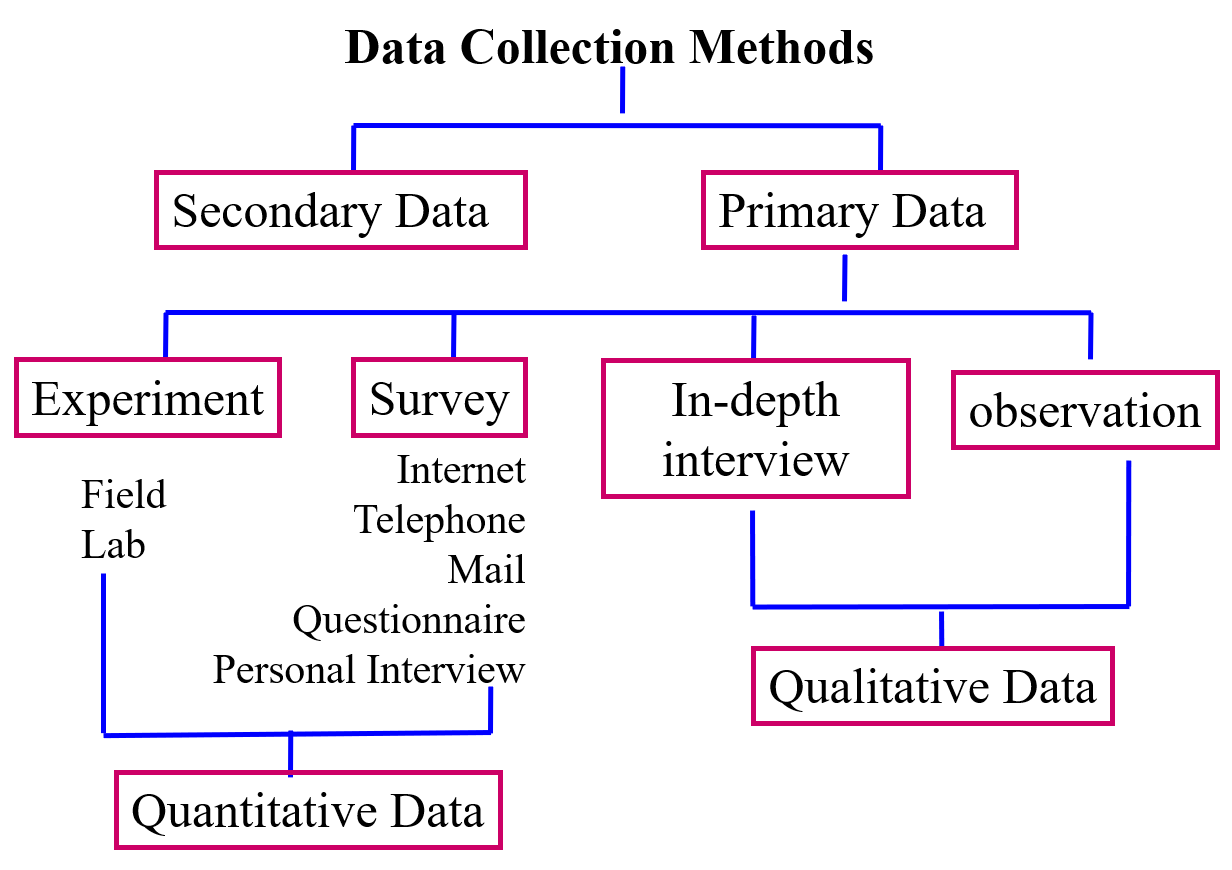 Data Collection Methods
Secondary Data
Primary Data
Experiment
Survey
In-depth
interview
observation
Field
Lab
Internet
Telephone
Mail
Questionnaire
Personal Interview
Qualitative Data
Quantitative Data